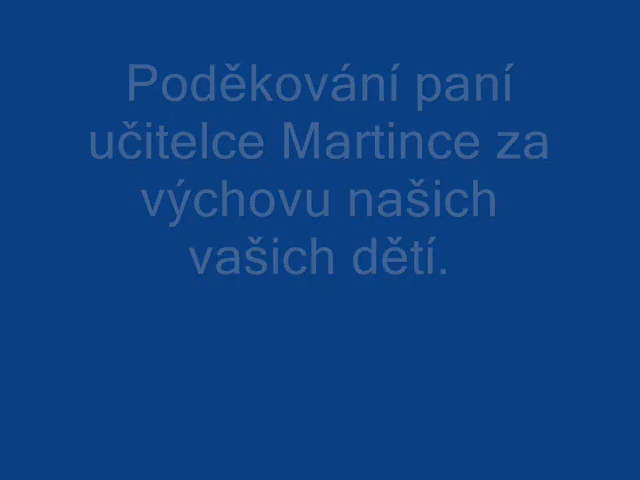 Poděkování paní
učitelce Martince za
výchovu našich
vašich dětí.